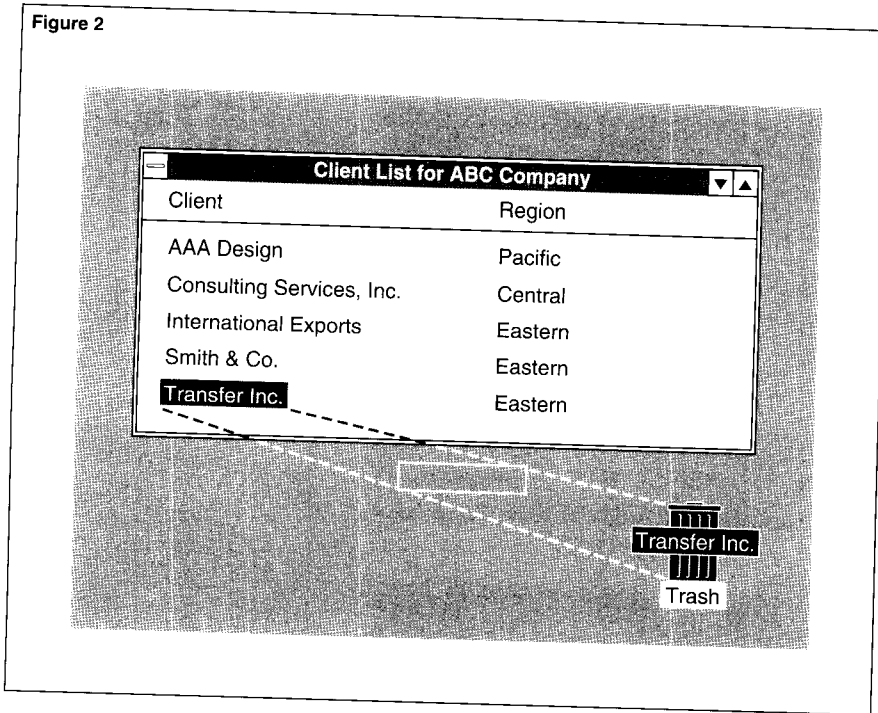 Figure 2
Client List for ABC Company
Client Region
AAA Design Pacific
Consulting Services, Inc. Central
International Exports Eastern
Smith & Co. Eastern
Transfer Inc. Eastern
Transfer Inc.
Trash